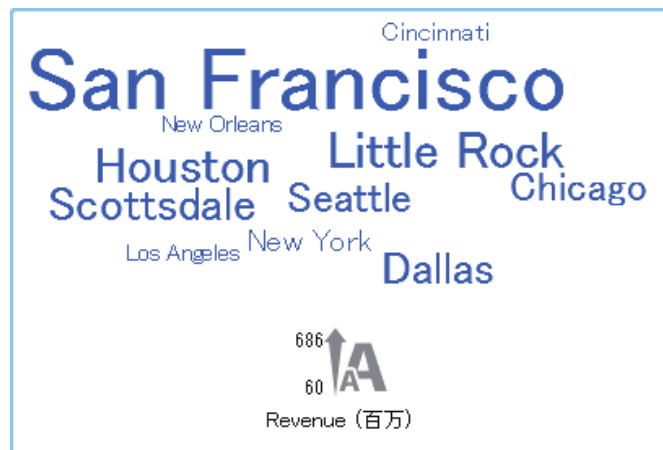 Cincinnati
San Francisco
New Orleans
Little Rock
Houston
Chicago
Seattle
Scottsdale
New York
Los Angeles
Dallas
686
60
Revenue (百万)